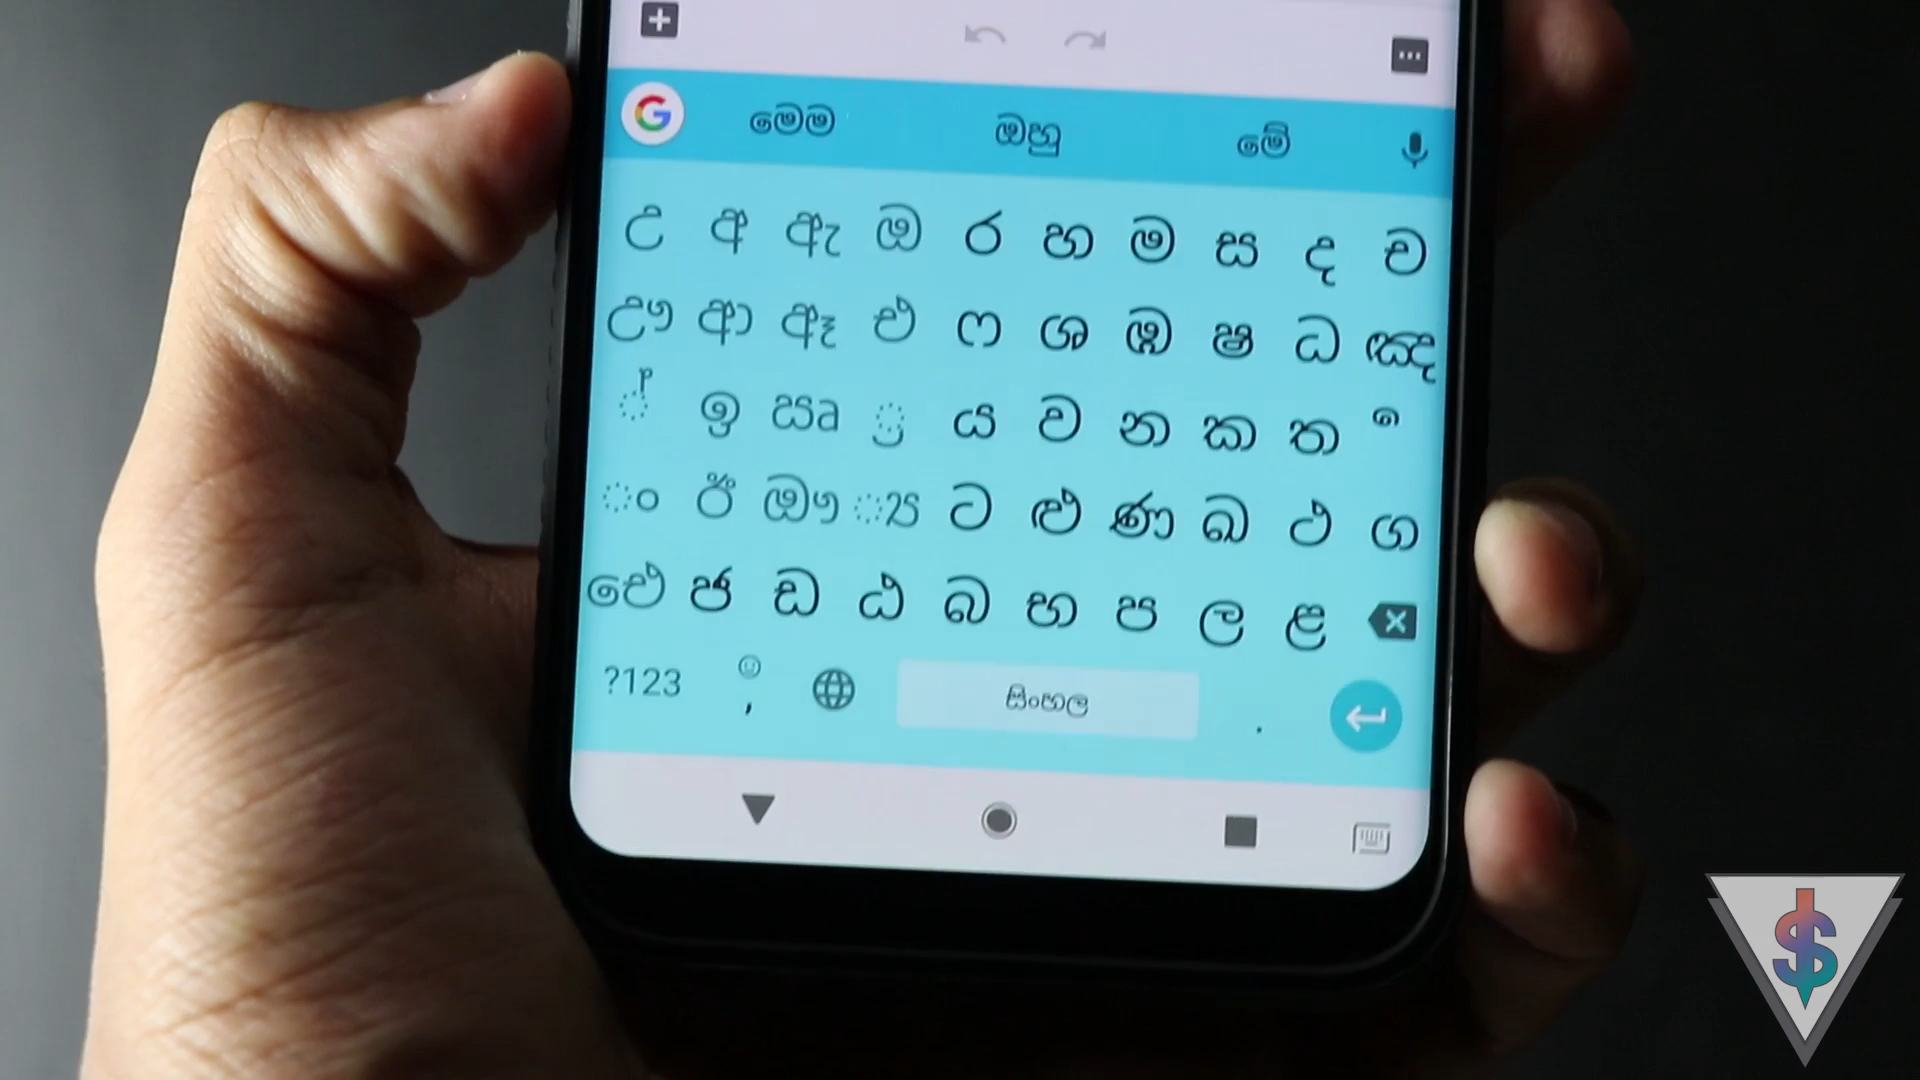 මෙම ඔහු මේ
උ අ ඇ ඔ ර හ ම ස ද ච
ඌ ආ ඈ එ ෆ ශ ඹ ෂ ධ ඤ
ඉ ඍ ්‍ර ය ව න ක ත
ං ඊ ඖ ්‍ය ට ඵ ණ ඛ ථ ග
ඓ ජ ඩ ඨ බ භ ප ල ළ
?123 , සිංහල .